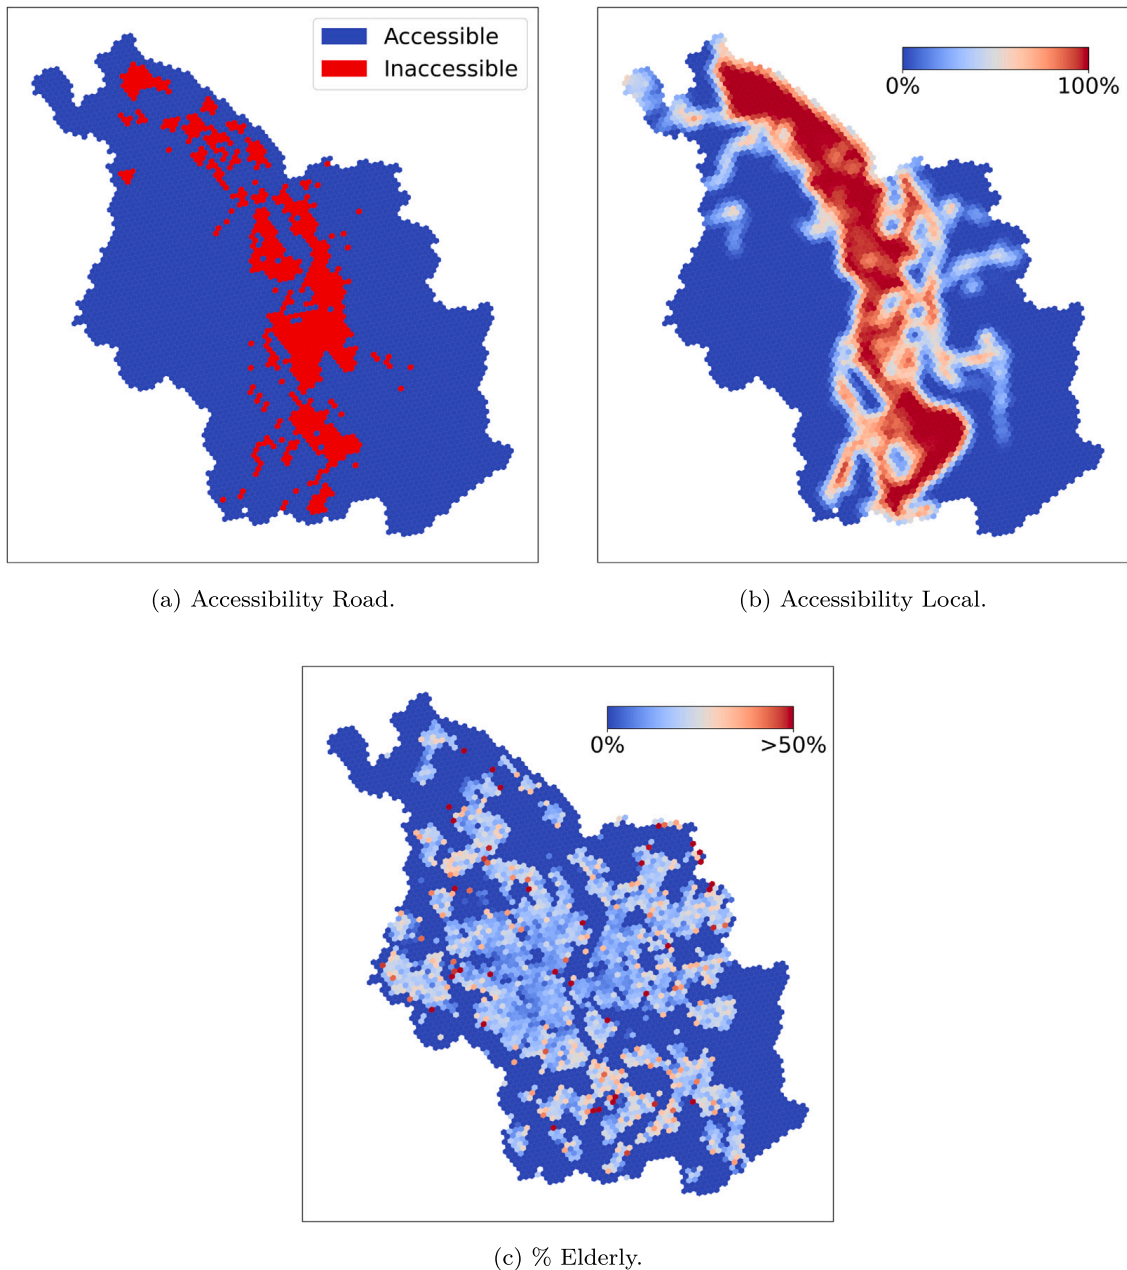 Accessible
Inaccessible
0% 100%
(a) Accessibility Road.
(b) Accessibility Local.
0% >50%
(c) % Elderly.